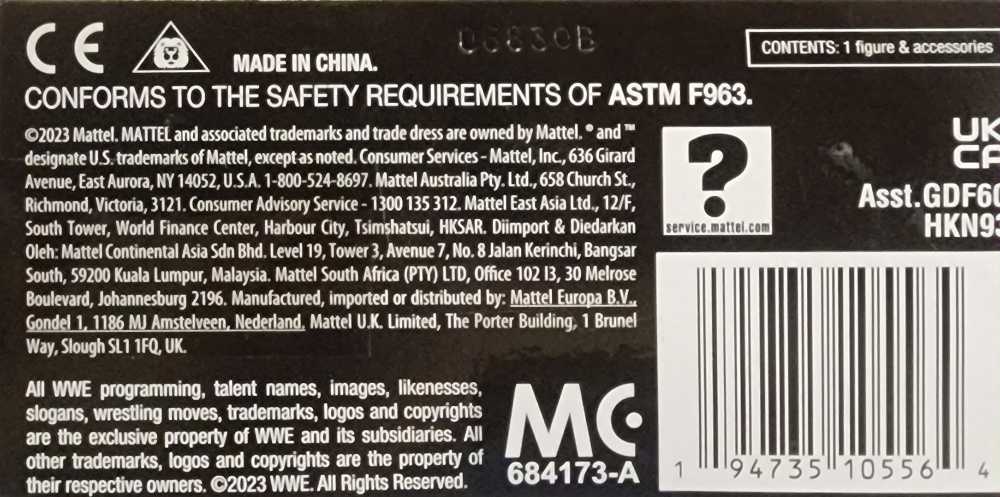 CE
MADE IN CHINA.
CONTENTS: 1 figure & accessories
CONFORMS TO THE SAFETY REQUIREMENTS OF ASTM F963.
©2023 Mattel. MATTEL and associated trademarks and trade dress are owned by Mattel. ® and ™
designate U.S. trademarks of Mattel, except as noted. Consumer Services - Mattel, Inc., 636 Girard
Avenue, East Aurora, NY 14052, U.S.A. 1-800-524-8697. Mattel Australia Pty. Ltd., 658 Church St.,
Richmond, Victoria, 3121. Consumer Advisory Service - 1300 135 312. Mattel East Asia Ltd., 12/F,
South Tower, World Finance Center, Harbour City, Tsimshatsui, HKSAR. Diimport & Diedarkan
Oleh: Mattel Continental Asia Sdn Bhd. Level 19, Tower 3, Avenue 7, No. 8 Jalan Kerinchi, Bangsar
South, 59200 Kuala Lumpur, Malaysia. Mattel South Africa (PTY) LTD, Office 102 I3, 30 Melrose
Boulevard, Johannesburg 2196. Manufactured, imported or distributed by: Mattel Europa B.V.,
Gondel 1, 1186 MJ Amstelveen, Nederland. Mattel U.K. Limited, The Porter Building, 1 Brunel
Way, Slough SL1 1FQ, UK.
?
service.mattel.com
UK
CA
Asst.GDF60
HKN93
All WWE programming, talent names, images, likenesses,
slogans, wrestling moves, trademarks, logos and copyrights
are the exclusive property of WWE and its subsidiaries. All
other trademarks, logos and copyrights are the property of
their respective owners. ©2023 WWE. All Rights Reserved.
MC
684173-A
1 94735 10556 4